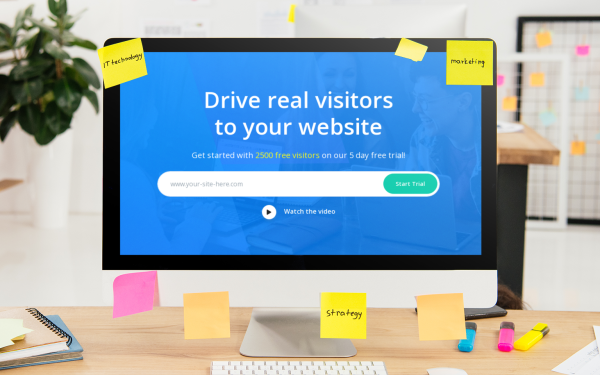 IT technology
marketing
Drive real visitors
to your website
Get started with 2500 free visitors on our 5 day free trial!
www.your-site-here.com
Start Trial
Watch the video
strategy